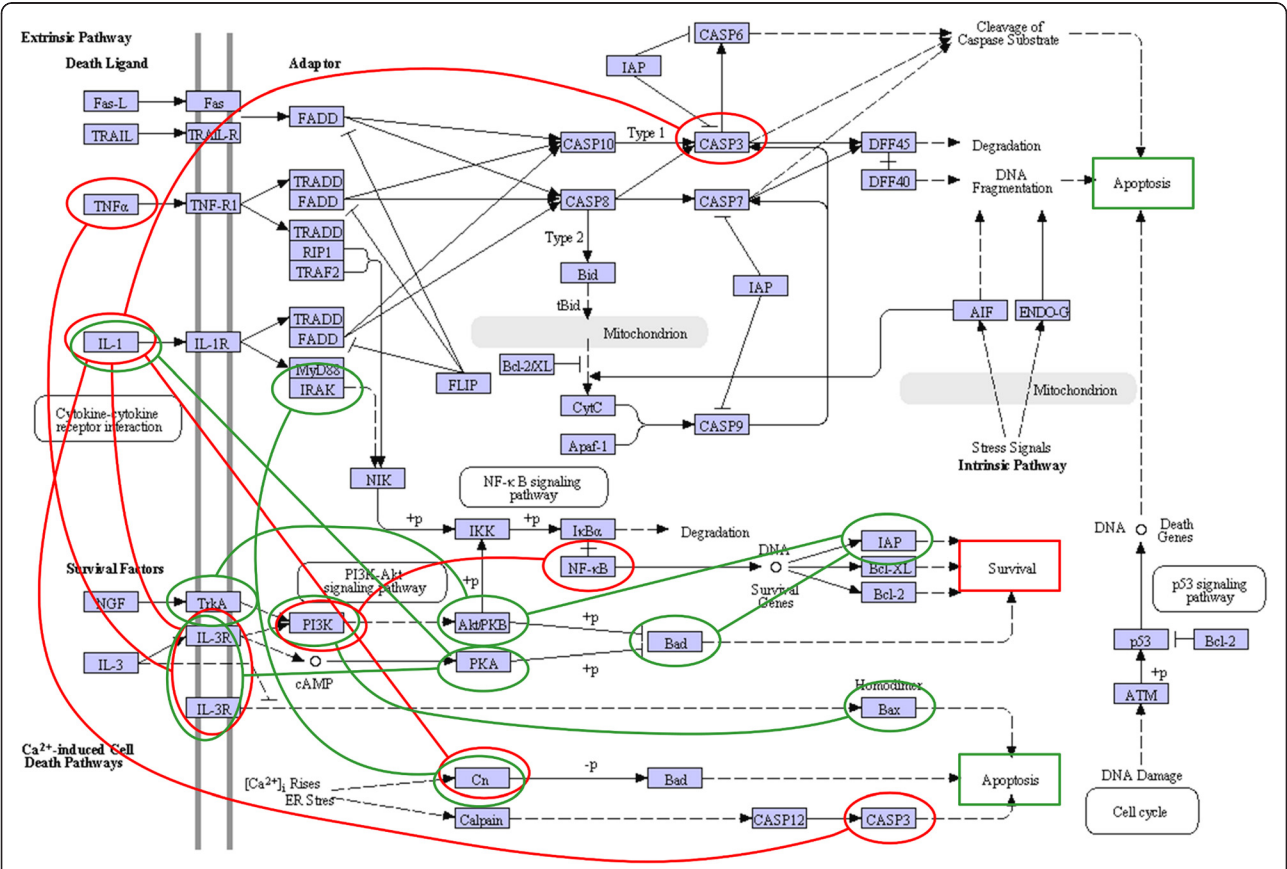 Extrinsic Pathway
Death Ligand
Adaptor
Cleavage of
Caspase Substrate
CASP6
IAP
Fas-L
Fas
FADD
TRAIL
TRAIL-R
CASP10
Type 1
CASP3
DFF45
Degradation
DFF40
DNA
Fragmentation
Apoptosis
TRADD
FADD
TNFα
TNF-R1
CASP8
CASP7
TRADD
RIP1
TRAF2
Type 2
Bid
IAP
tBid
AIF
ENDO-G
TRADD
FADD
IL-1
IL-1R
Mitochondrion
MyD88
IRAK
Bcl-2/XL
FLIP
Mitochondrion
Cytokine-cytokine
receptor interaction
CytC
CASP9
Apaf-1
Stress Signals
Intrinsic Pathway
NIK
NF-κ B signaling
pathway
+p
IKK
+p
IκBα
Degradation
DNA
IAP
DNA
Death
Genes
Survival Factors
PI3K-Akt
signaling pathway
+p
NF-κB
Bcl-XL
Survival
Survival
Genes
Bcl-2
p53 signaling
pathway
NGF
TrkA
PI3K
Akt/PKB
+p
IL-3R
Bad
p53
Bcl-2
IL-3
cAMP
PKA
+p
+p
ATM
Homodimer
IL-3R
Bax
Ca²⁺-induced Cell
Death Pathways
[Ca²⁺]i Rises
ER Stres
Cn
-p
Bad
Apoptosis
DNA Damage
Calpain
CASP12
CASP3
Cell cycle